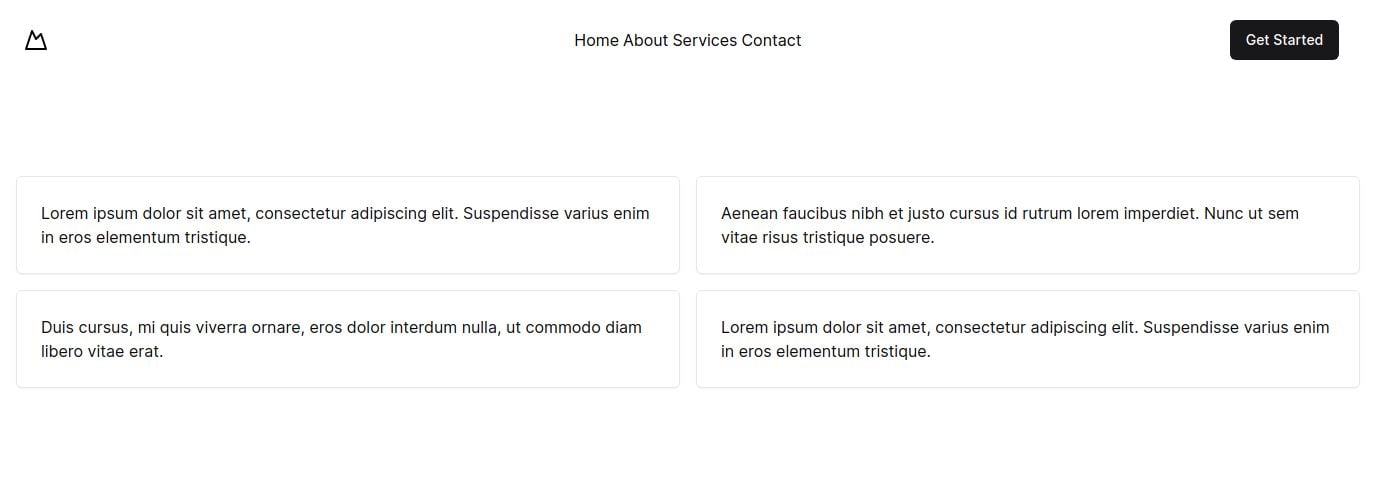 Home About Services Contact
Get Started
Lorem ipsum dolor sit amet, consectetur adipiscing elit. Suspendisse varius enim
in eros elementum tristique.
Aenean faucibus nibh et justo cursus id rutrum lorem imperdiet. Nunc ut sem
vitae risus tristique posuere.
Duis cursus, mi quis viverra ornare, eros dolor interdum nulla, ut commodo diam
libero vitae erat.
Lorem ipsum dolor sit amet, consectetur adipiscing elit. Suspendisse varius enim
in eros elementum tristique.